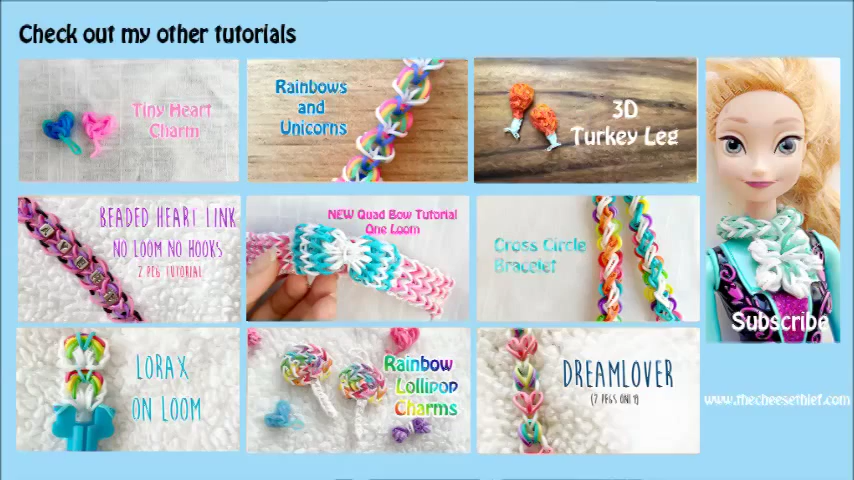 Check out my other tutorials
Tiny Heart
Charm
Rainbows
and
Unicorns
3D
Turkey Leg
BEADED HEART LINK
NO LOOM NO HOOKS
2 PEG TUTORIAL
NEW Quad Bow Tutorial
One Loom
Cross Circle
Bracelet
Subscribe
LORAX
ON LOOM
Rainbow
Lollipop
Charms
DREAMLOVER
(2 PEGS ONLY)
www.thecheesethief.com